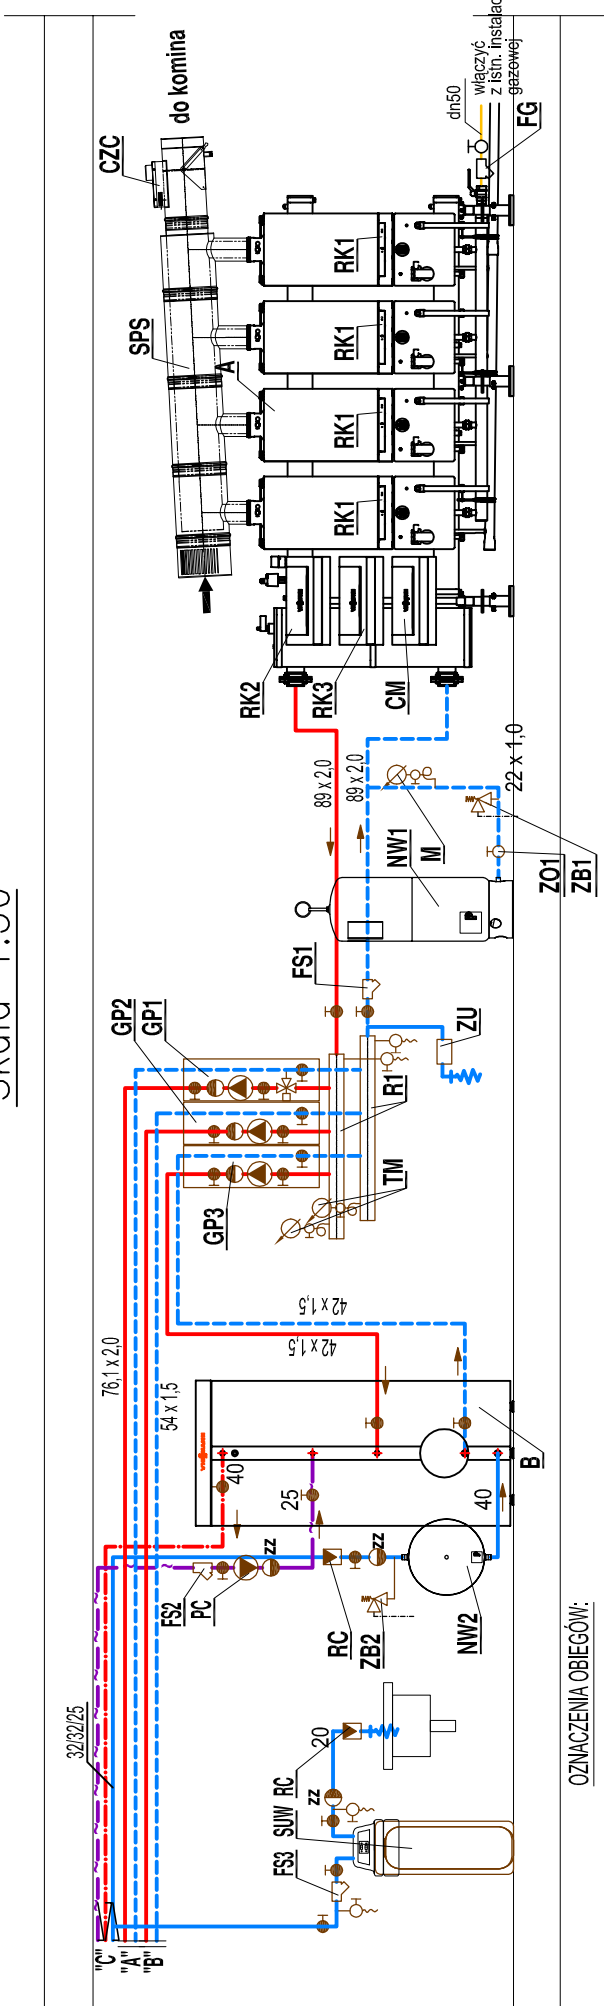 Skala 1:50
do komina
CZC
SPS
A
RK1
RK1
RK1
RK1
dn50
włączyć
z istn. instalac
gazowej
FG
RK2
RK3
CM
VIESMANN
89 x 2,0
89 x 2,0
22 x 1,0
M
NW1
P
ZO1
ZB1
FS1
ZU
GP2
GP1
GP3
R1
TM
76,1 x 2,0
54 x 1,5
42 x 1,5
42 x 1,5
VIESMANN
40
25
40
B
zz
zz
FS2
PC
RC
ZB2
NW2
32/32/25
20
zz
RC
SUW
FS3
"C"
"A"
"B"
OZNACZENIA OBIEGÓW: